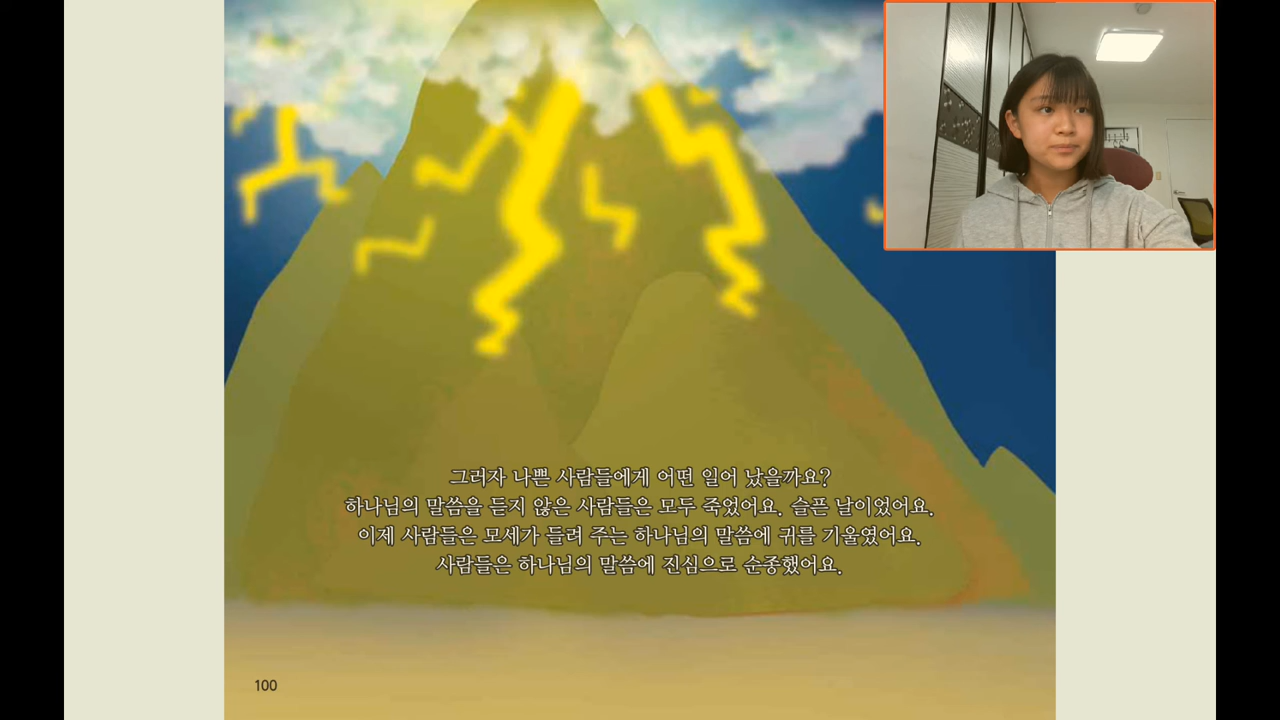 그러자 나쁜 사람들에게 어떤 일어 났을까요?
하나님의 말씀을 듣지 않은 사람들은 모두 죽었어요. 슬픈 날이었어요.
이제 사람들은 모세가 들려 주는 하나님의 말씀에 귀를 기울였어요.
사람들은 하나님의 말씀에 진심으로 순종했어요.
100